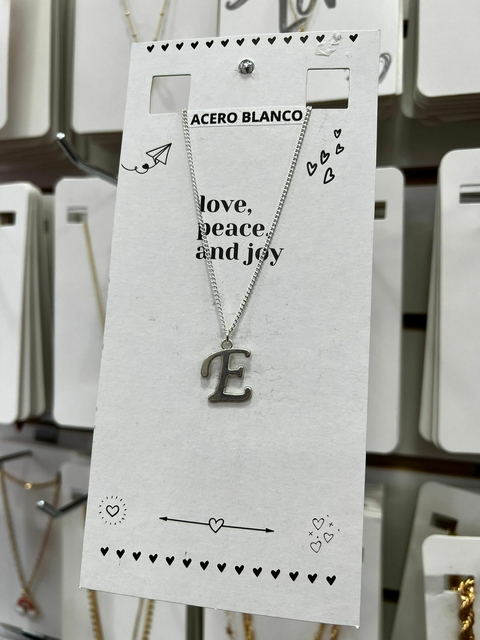 ACERO BLANCO
love,
peace,
and joy
E